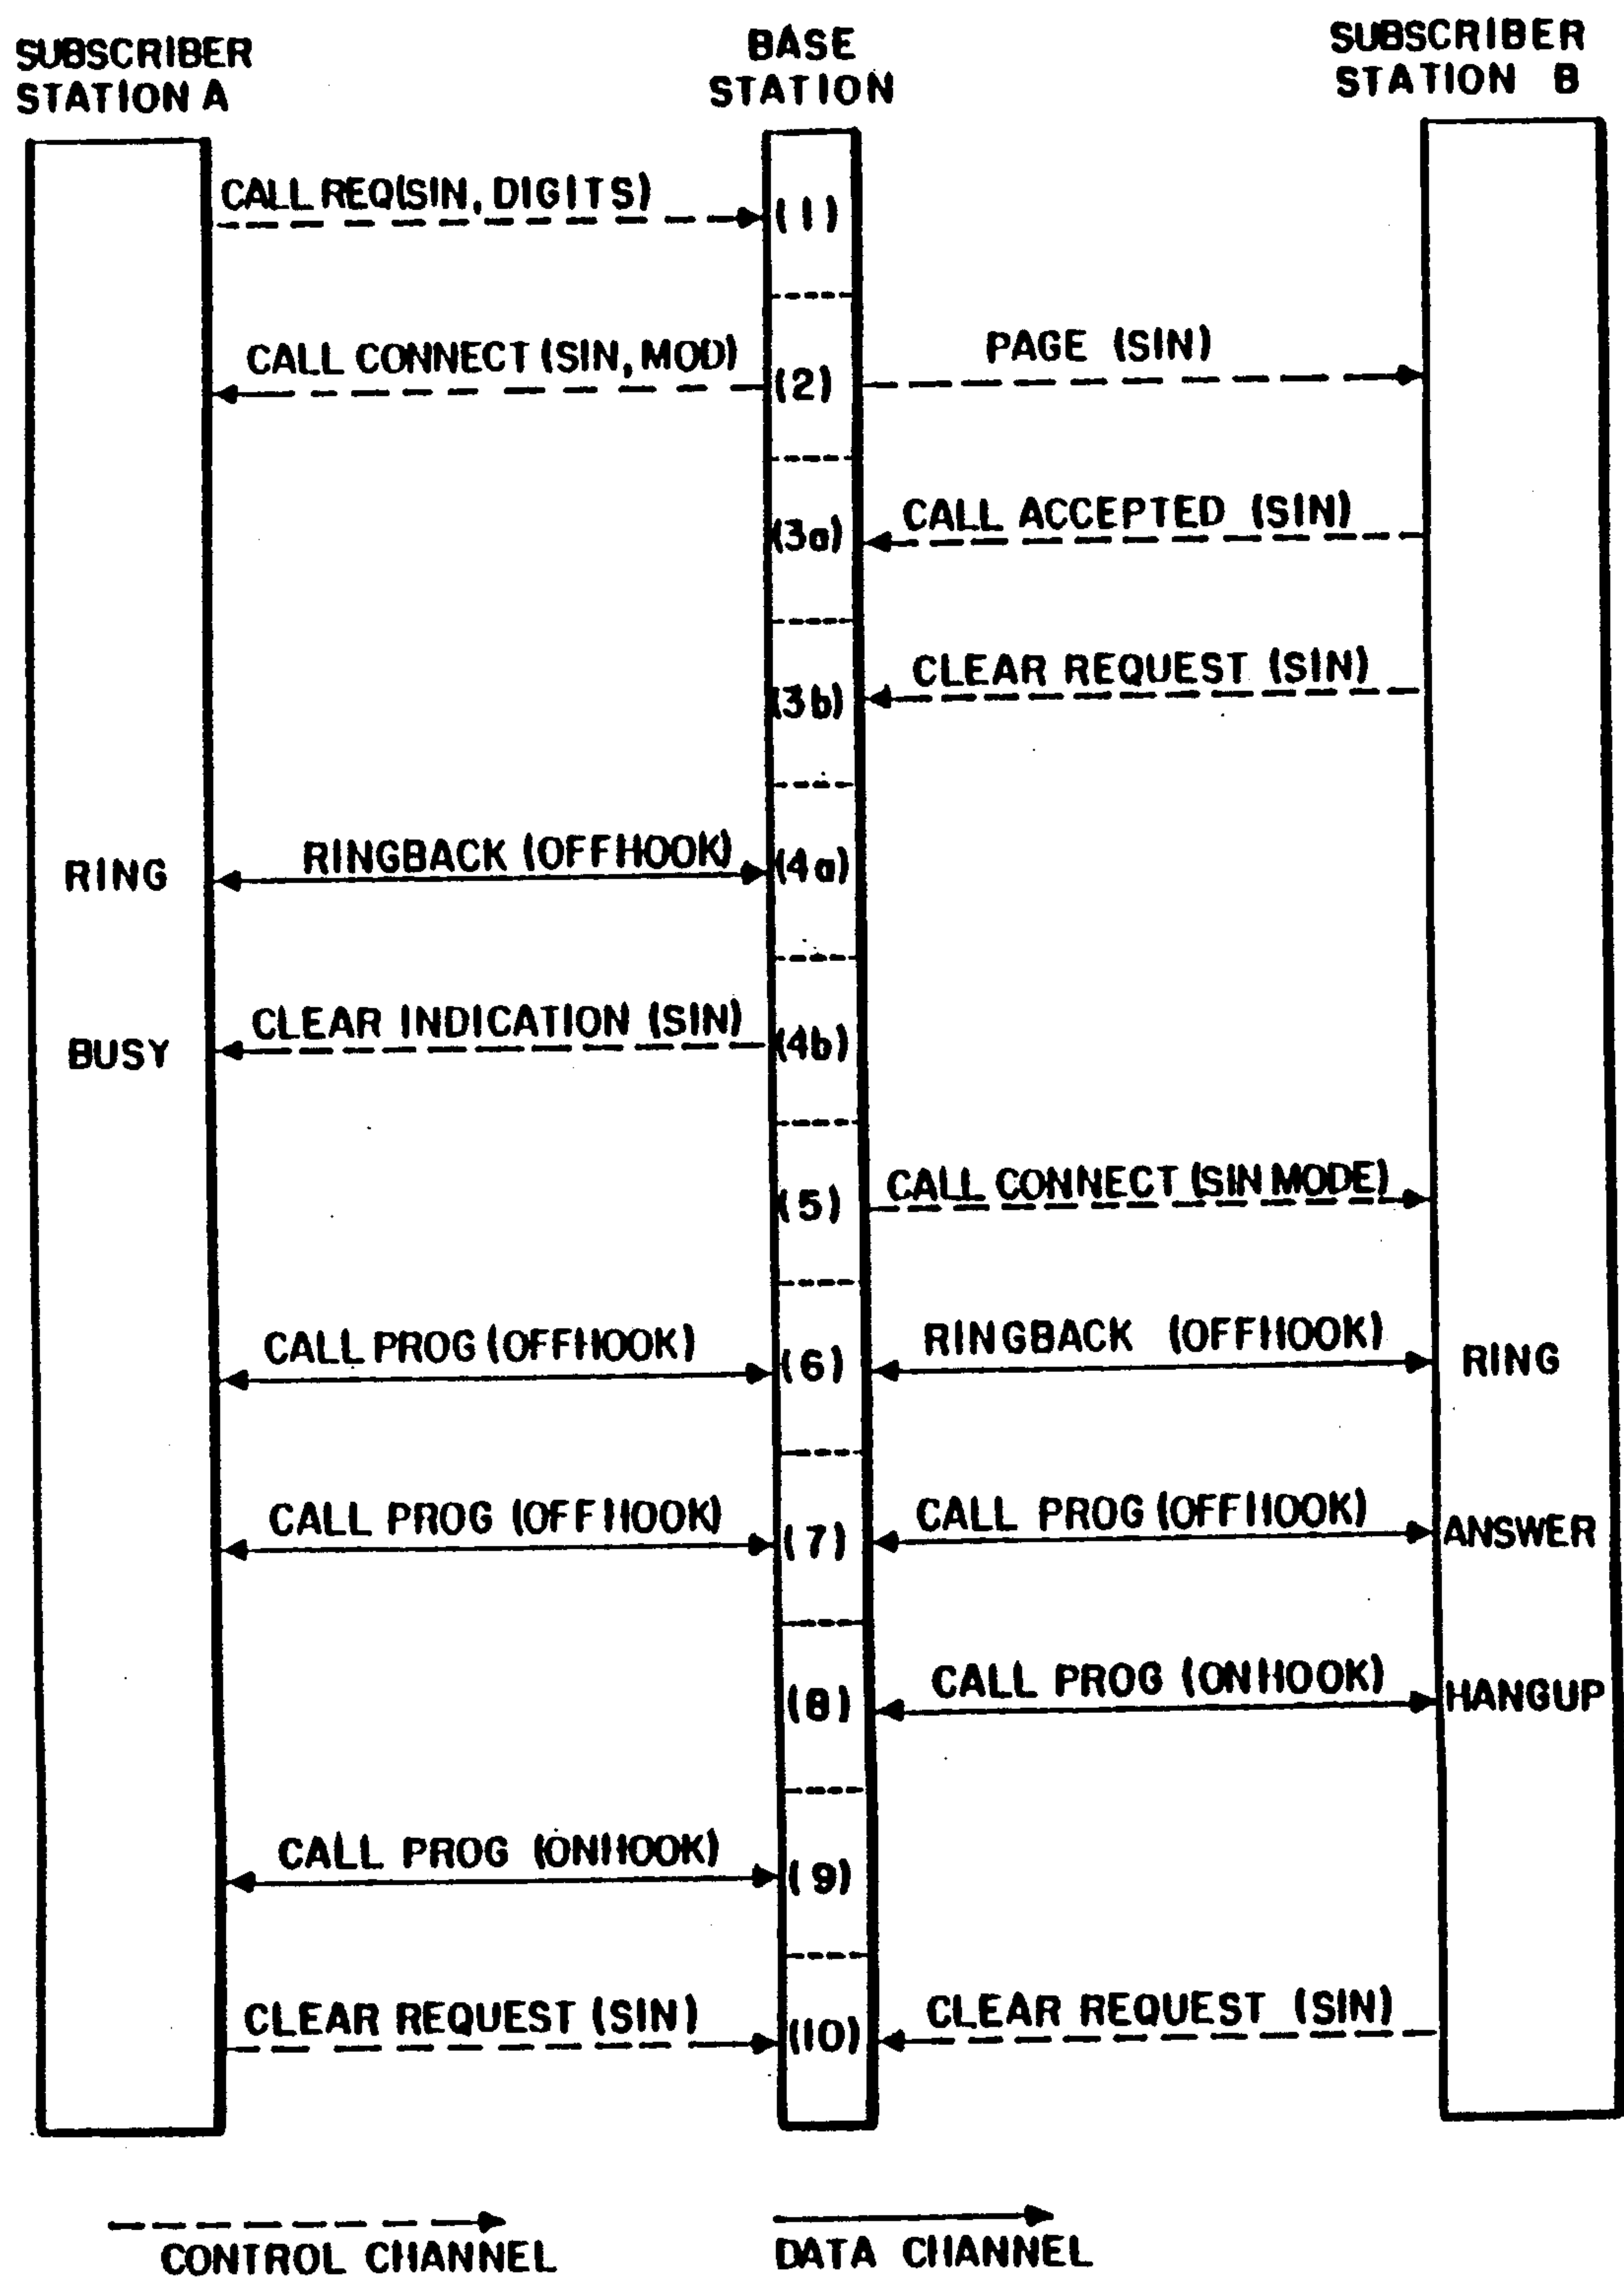 SUBSCRIBER
STATION A
BASE
STATION
SUBSCRIBER
STATION B
CALL REQ(SIN, DIGITS)
(1)
CALL CONNECT (SIN, MOD)
(2)
PAGE (SIN)
(3a)
CALL ACCEPTED (SIN)
(3b)
CLEAR REQUEST (SIN)
RING
RINGBACK (OFFHOOK)
(4a)
BUSY
CLEAR INDICATION (SIN)
(4b)
(5)
CALL CONNECT (SIN MODE)
CALL PROG (OFFHOOK)
(6)
RINGBACK (OFFHOOK)
RING
CALL PROG (OFFHOOK)
(7)
CALL PROG (OFFHOOK)
ANSWER
(8)
CALL PROG (ONHOOK)
HANGUP
CALL PROG (ONHOOK)
(9)
CLEAR REQUEST (SIN)
(10)
CLEAR REQUEST (SIN)
CONTROL CHANNEL
DATA CHANNEL